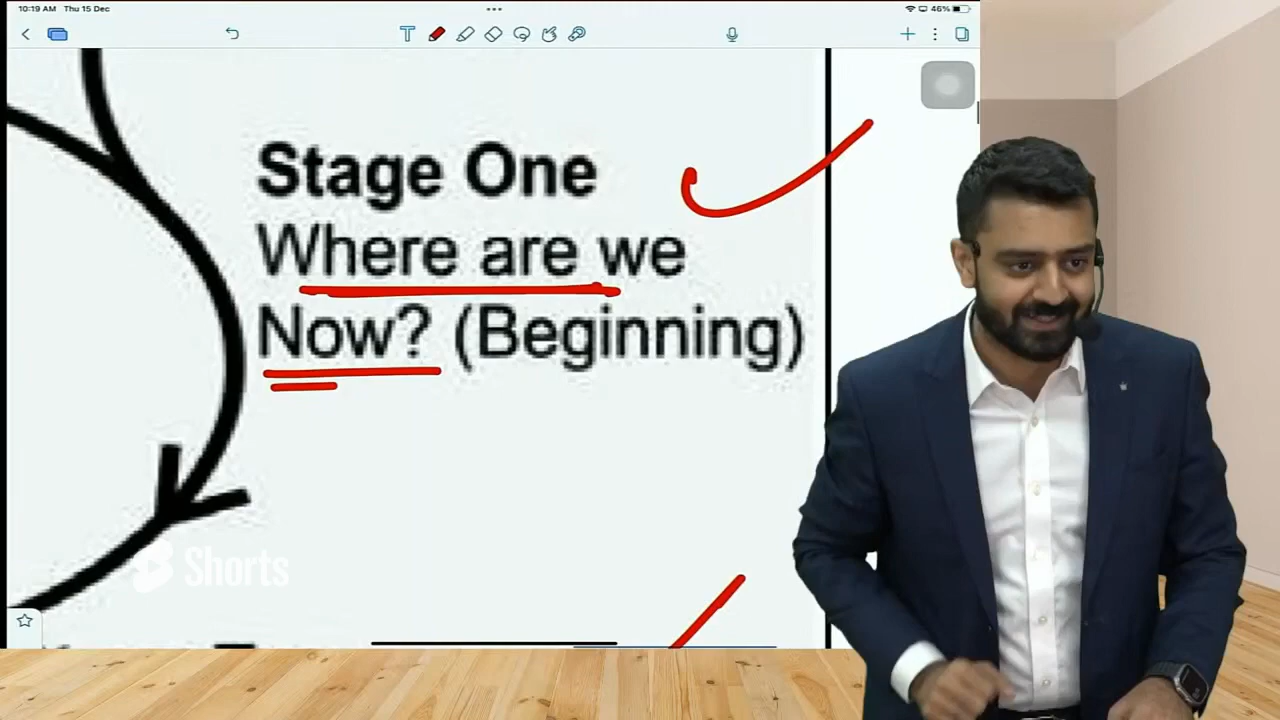 10:19 AM Thu 15 Dec
46%
T
Stage One
Where are we
Now? (Beginning)
Shorts